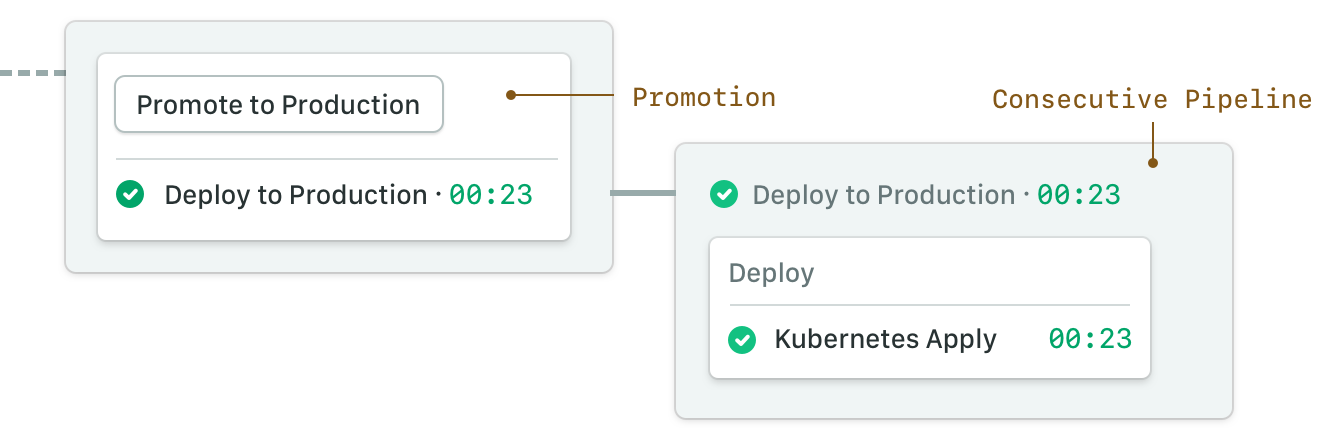 Promote to Production
Deploy to Production · 00:23
Promotion
Consecutive Pipeline
Deploy to Production · 00:23
Deploy
Kubernetes Apply 00:23